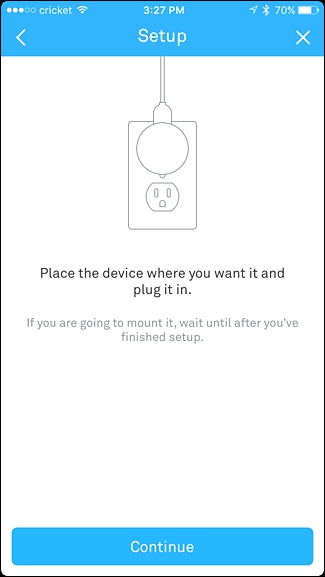 cricket 3:27 PM 70%
Setup
Place the device where you want it and
plug it in.
If you are going to mount it, wait until after you've
finished setup.
Continue